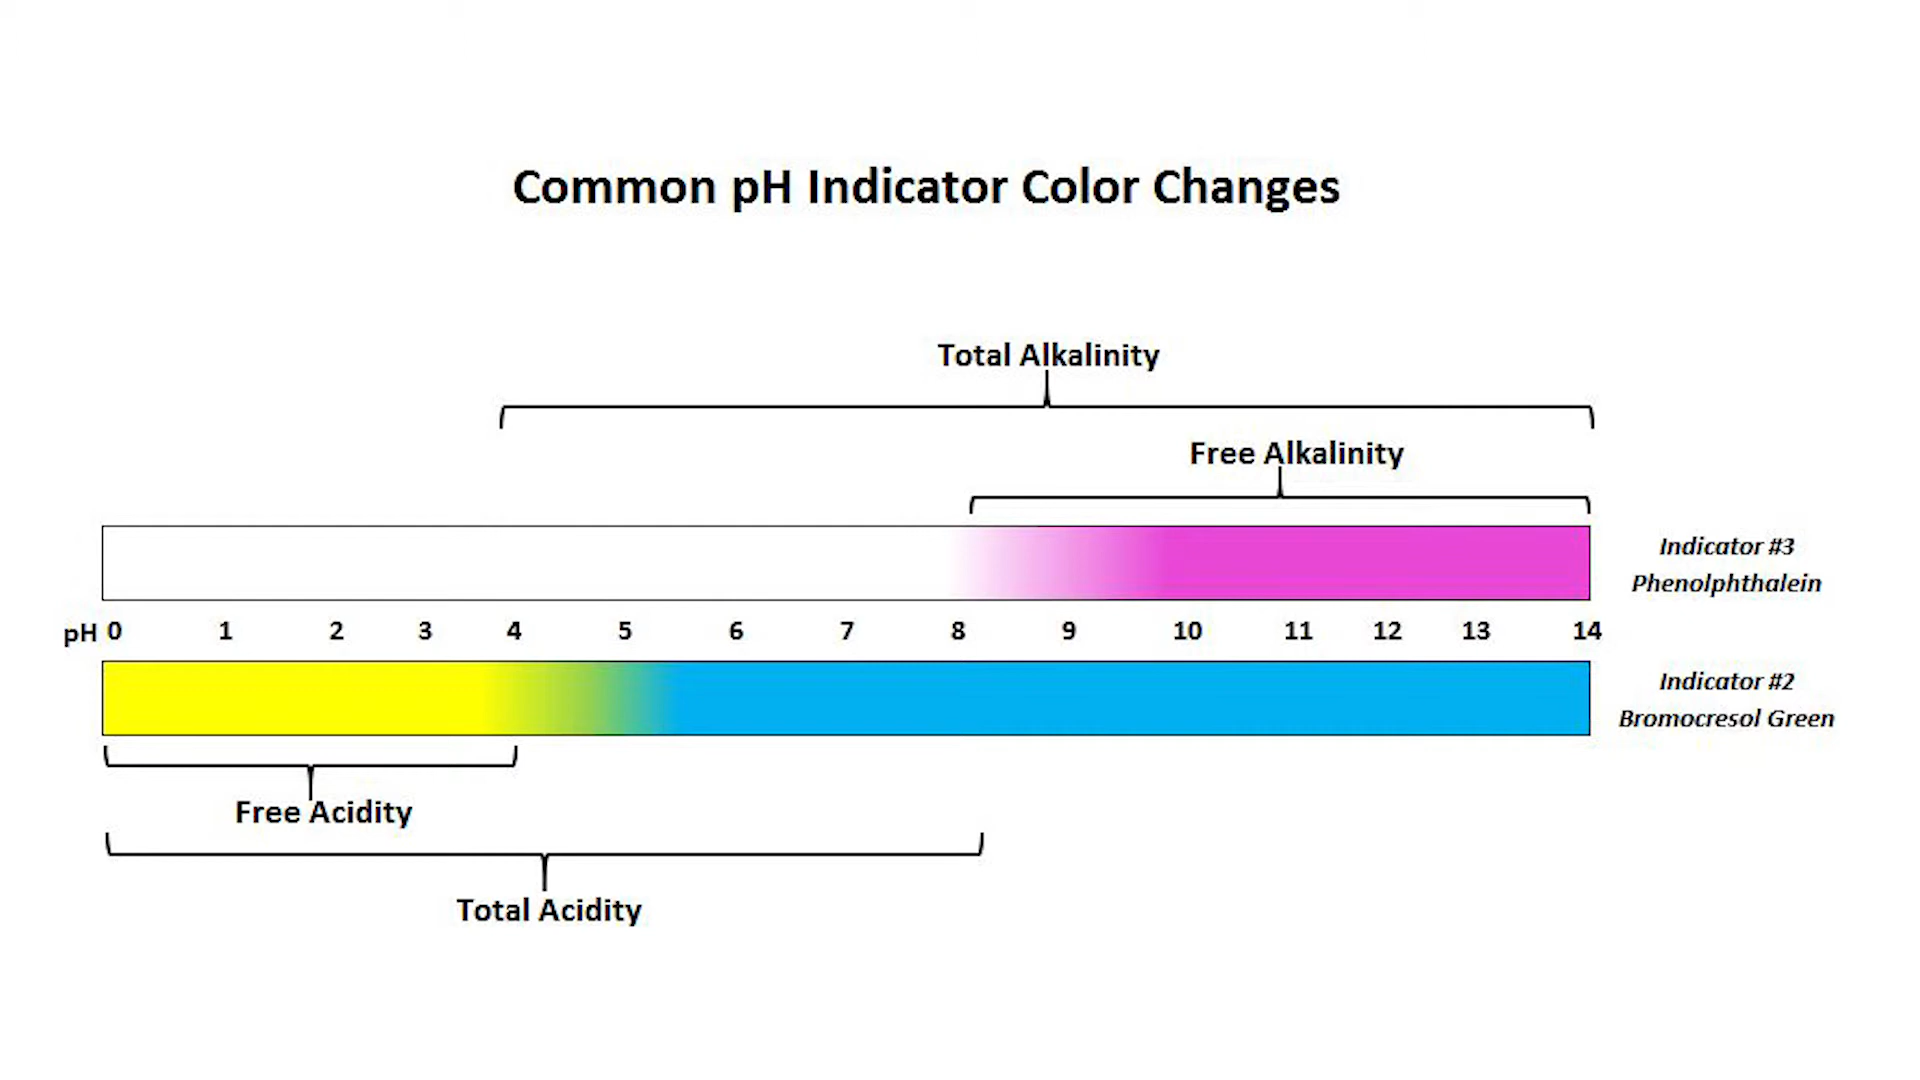 Common pH Indicator Color Changes
Total Alkalinity
Free Alkalinity
Indicator #3
Phenolphthalein
pH 0 1 2 3 4 5 6 7 8 9 10 11 12 13 14
Indicator #2
Bromocresol Green
Free Acidity
Total Acidity